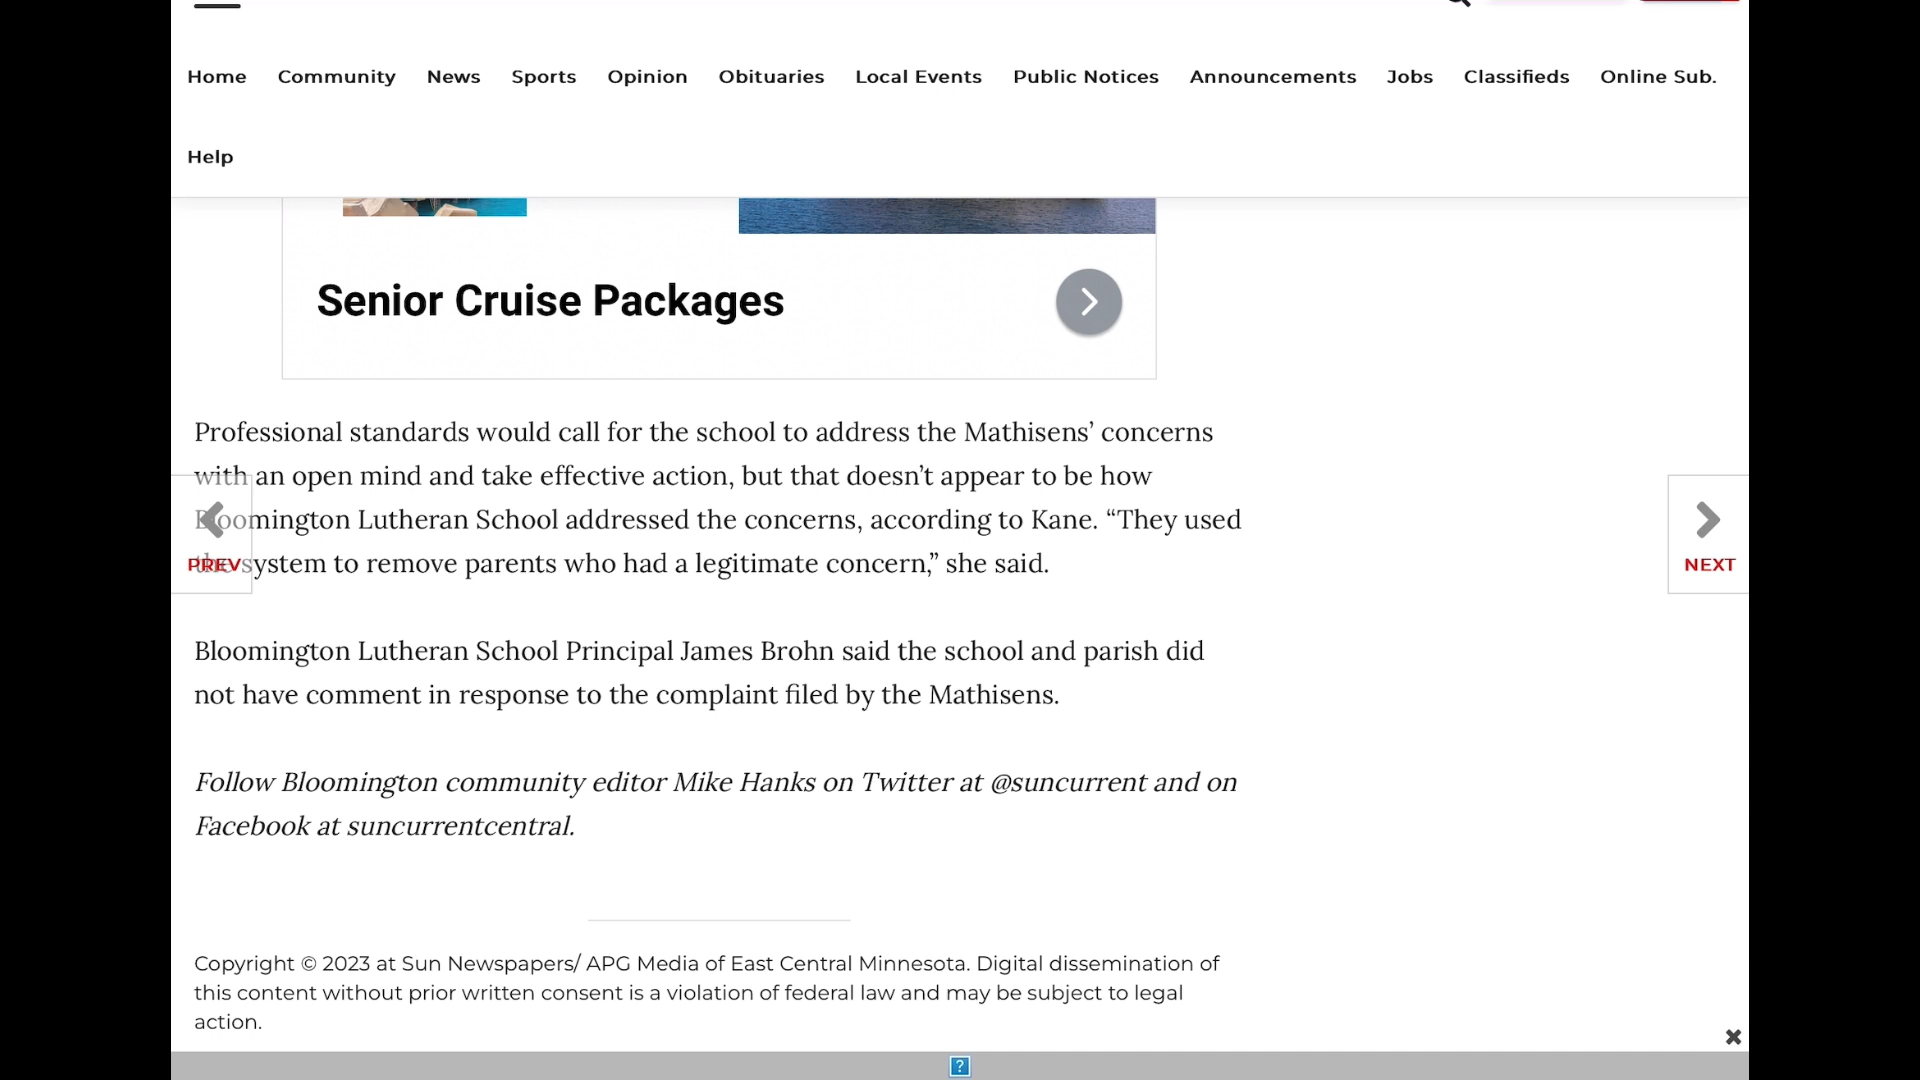 Home Community News Sports Opinion Obituaries Local Events Public Notices Announcements Jobs Classifieds Online Sub.
Help
Senior Cruise Packages
Professional standards would call for the school to address the Mathisens’ concerns
with an open mind and take effective action, but that doesn’t appear to be how
Bloomington Lutheran School addressed the concerns, according to Kane. “They used
the system to remove parents who had a legitimate concern,” she said.
PREV
NEXT
Bloomington Lutheran School Principal James Brohn said the school and parish did
not have comment in response to the complaint filed by the Mathisens.
Follow Bloomington community editor Mike Hanks on Twitter at @suncurrent and on
Facebook at suncurrentcentral.
Copyright © 2023 at Sun Newspapers/ APG Media of East Central Minnesota. Digital dissemination of
this content without prior written consent is a violation of federal law and may be subject to legal
action.
?